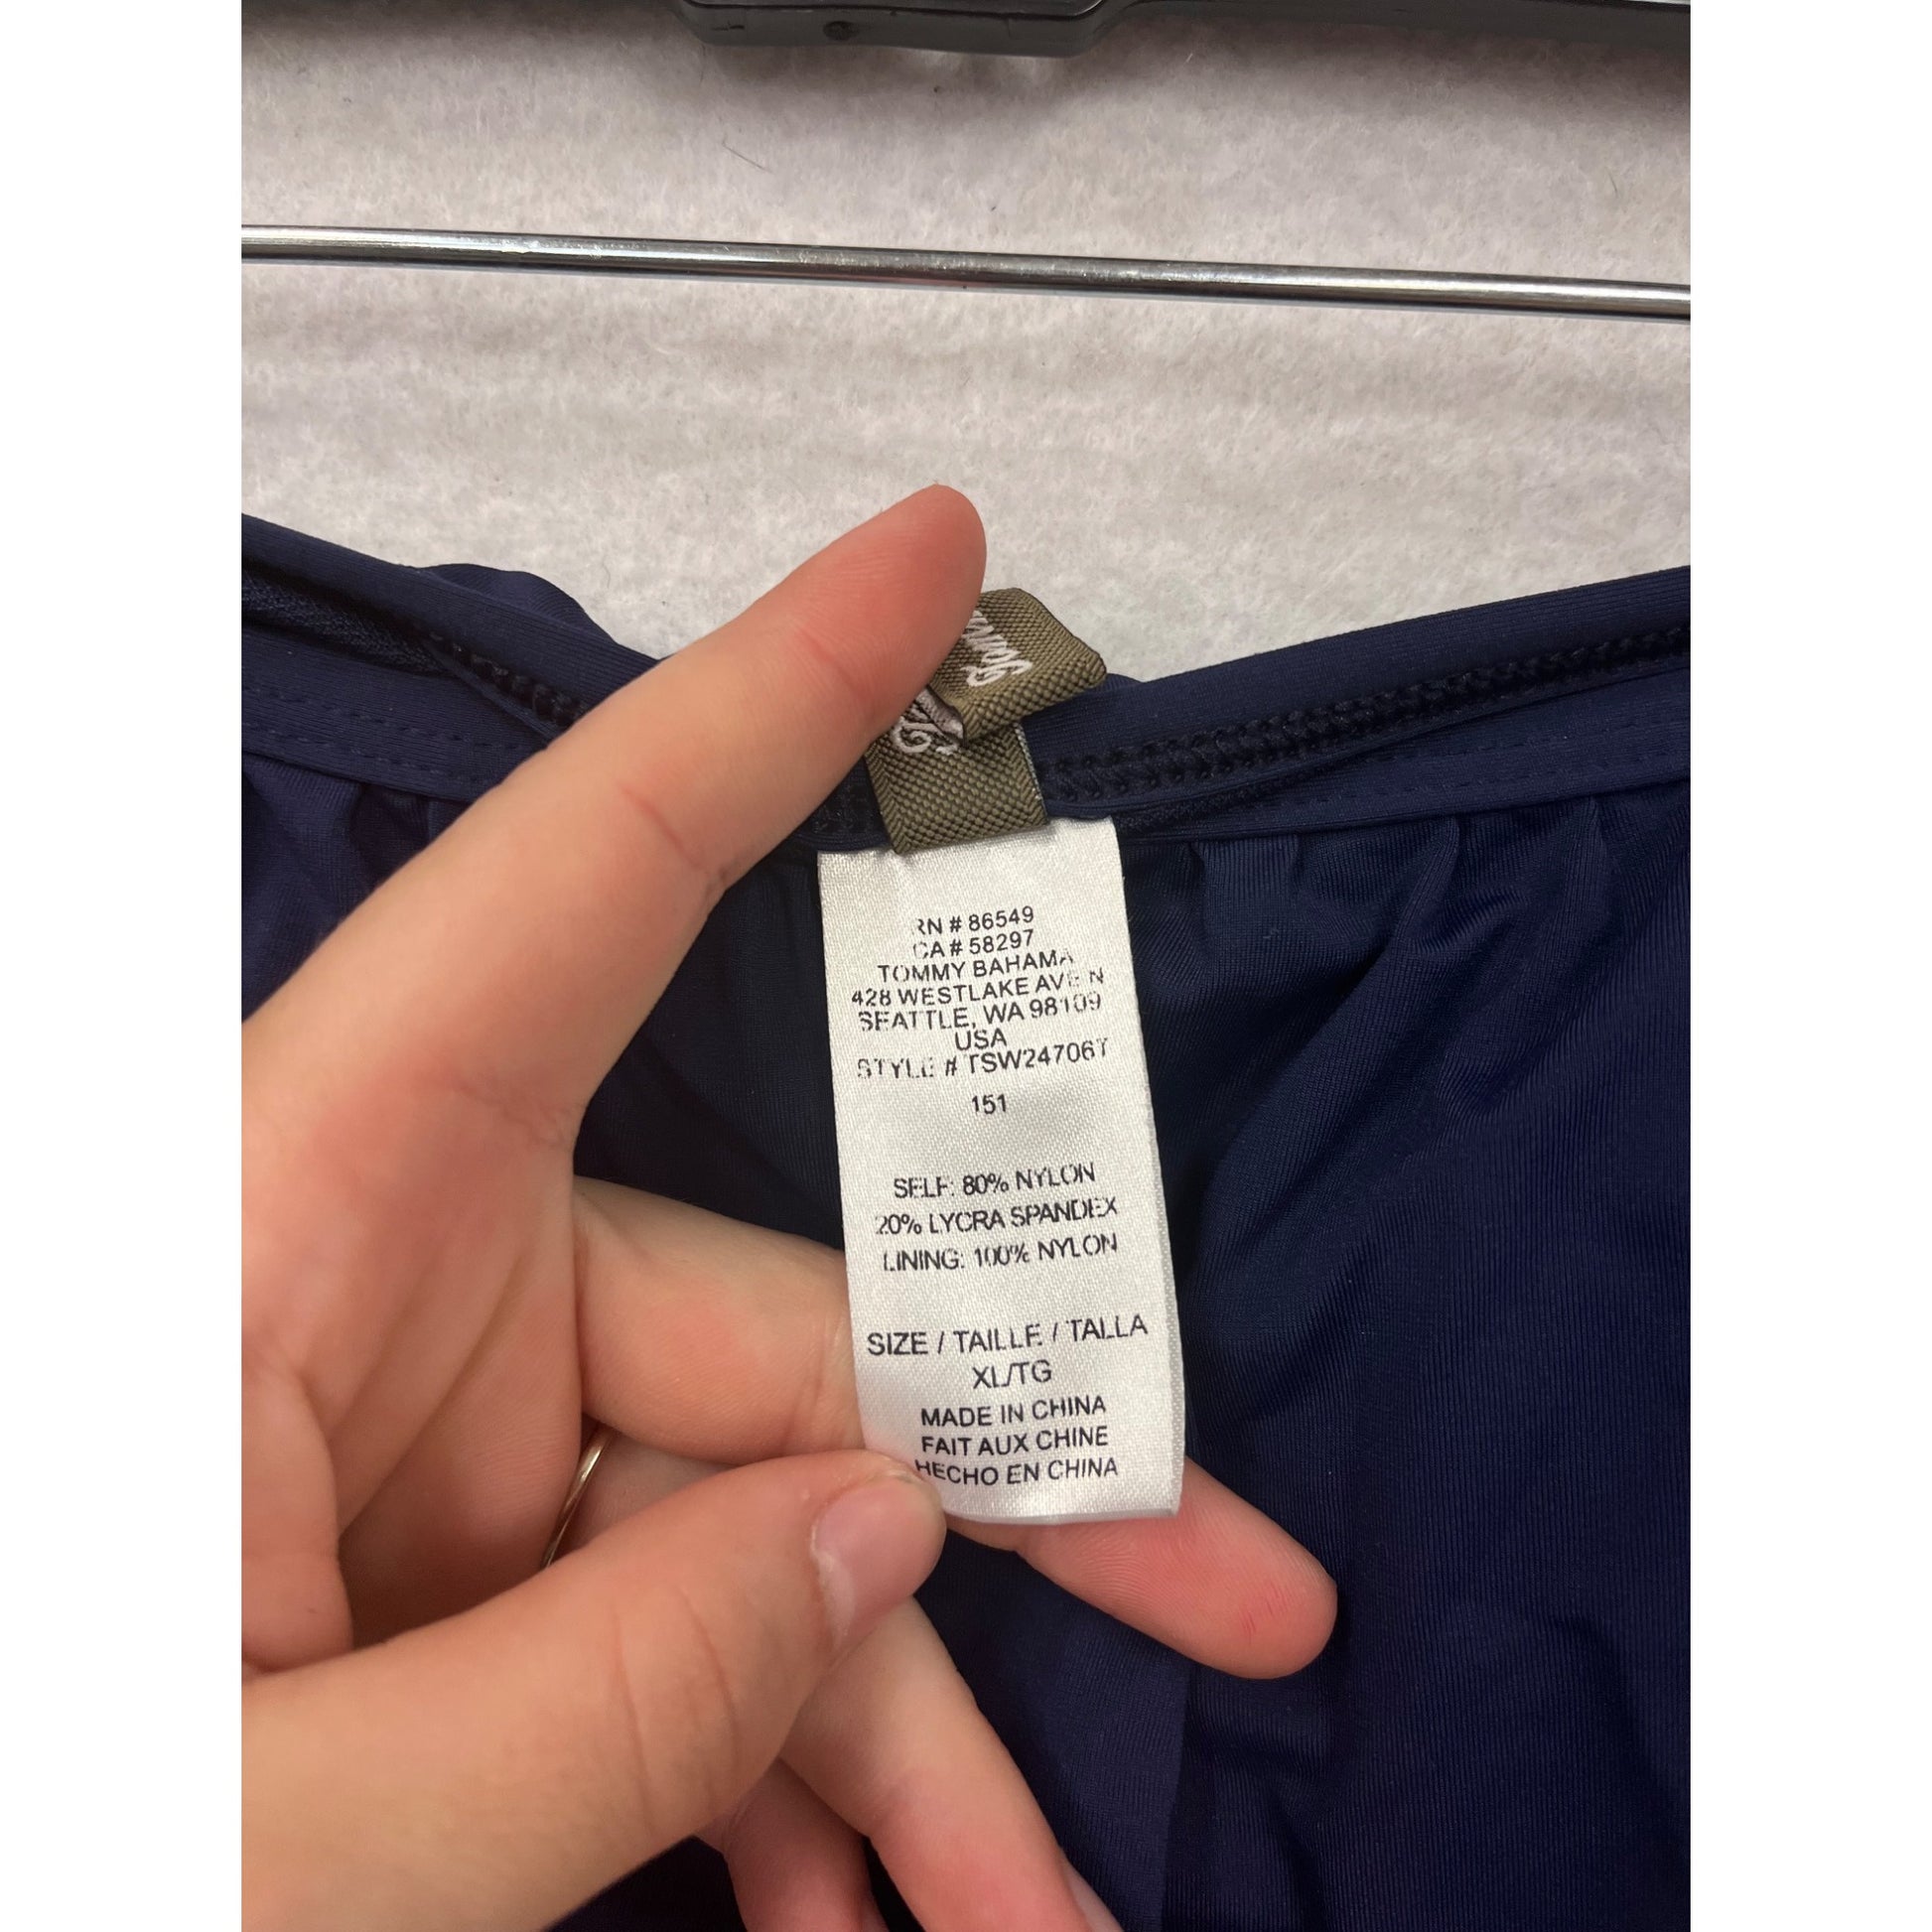 RN # 86549
CA # 58297
TOMMY BAHAMA
428 WESTLAKE AVE N
SEATTLE, WA 98109
USA
STYLE # TSW24706T
151
SELF: 80% NYLON
20% LYCRA SPANDEX
LINING: 100% NYLON
SIZE / TAILLE / TALLA
XL/TG
MADE IN CHINA
FAIT AUX CHINE
HECHO EN CHINA